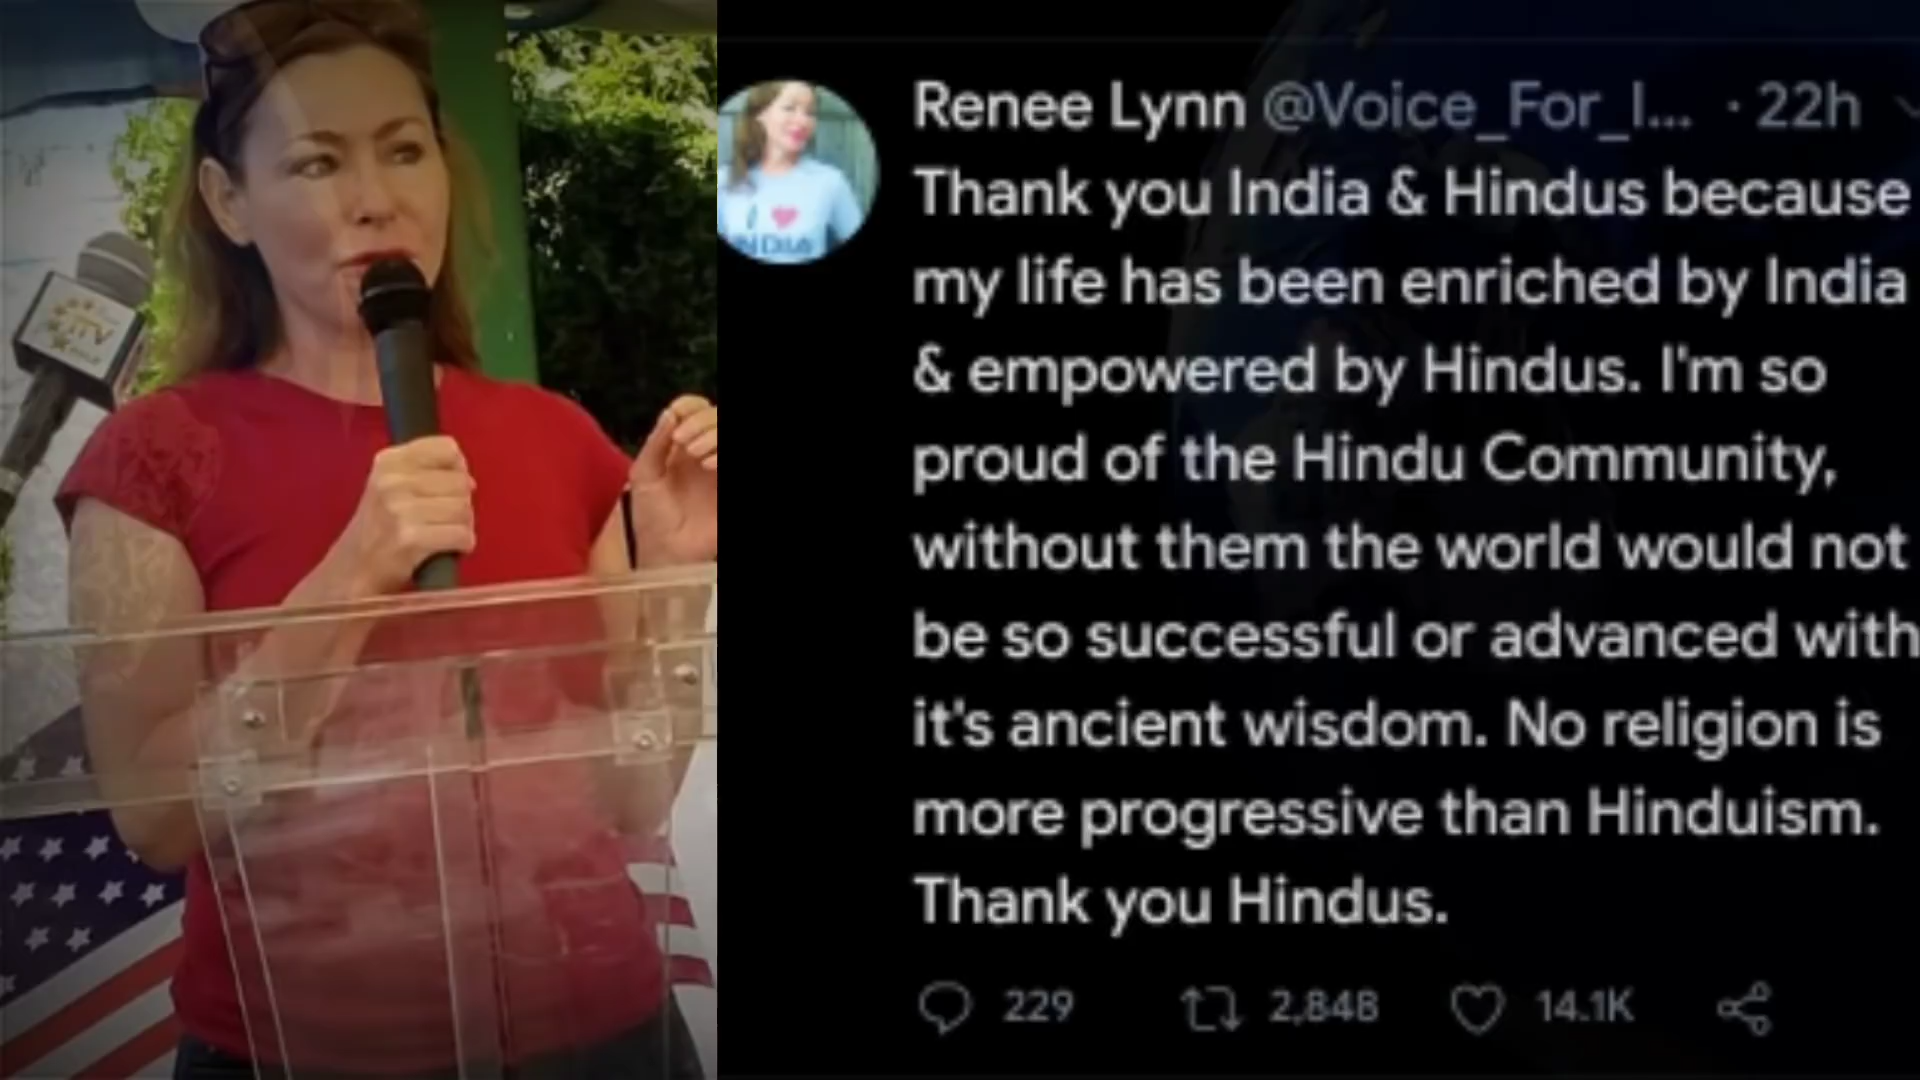 ITV
Renee Lynn @Voice_For_I... · 22h
Thank you India & Hindus because
my life has been enriched by India
& empowered by Hindus. I'm so
proud of the Hindu Community,
without them the world would not
be so successful or advanced with
it's ancient wisdom. No religion is
more progressive than Hinduism.
Thank you Hindus.
229 2,848 14.1K
I ♥
INDIA